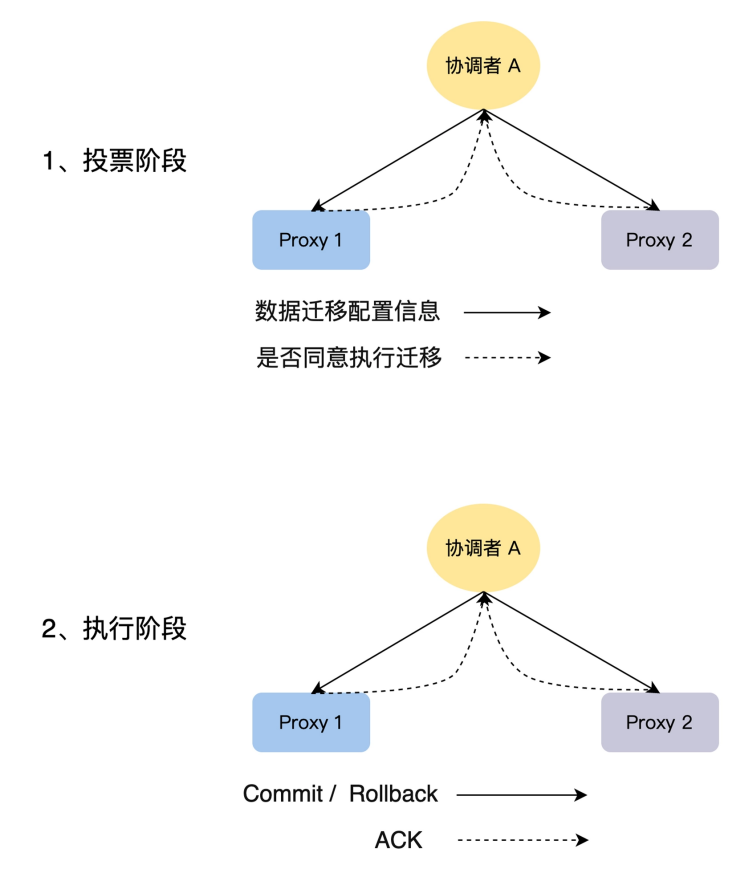 协调者 A
1、投票阶段
Proxy 1
Proxy 2
数据迁移配置信息
是否同意执行迁移
协调者 A
2、执行阶段
Proxy 1
Proxy 2
Commit / Rollback
ACK